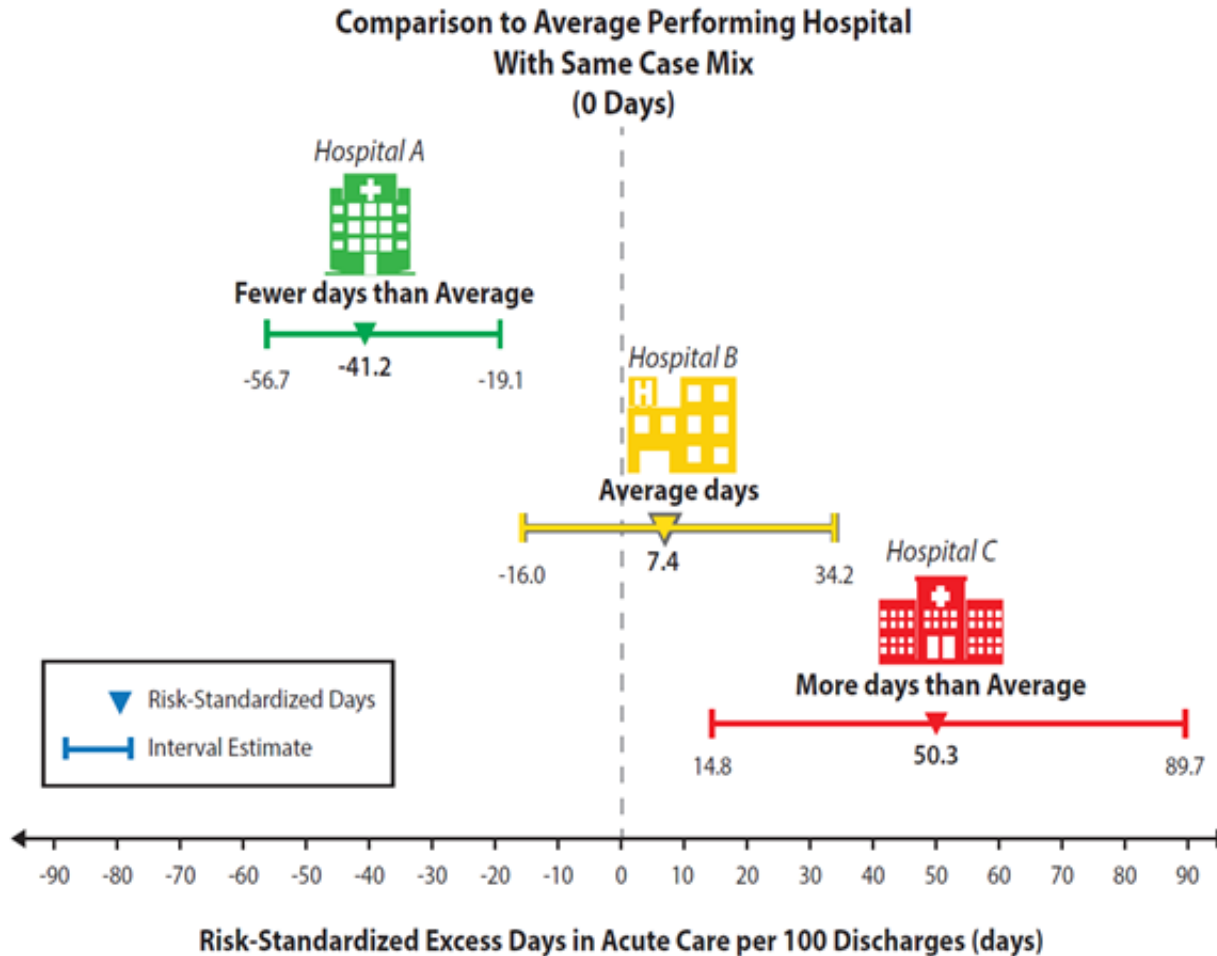 Comparison to Average Performing Hospital
With Same Case Mix
(0 Days)
Hospital A
Fewer days than Average
-56.7 -41.2 -19.1
Hospital B
H
Average days
-16.0 7.4 34.2
Hospital C
More days than Average
14.8 50.3 89.7
Risk-Standardized Days
Interval Estimate
-90 -80 -70 -60 -50 -40 -30 -20 -10 0 10 20 30 40 50 60 70 80 90
Risk-Standardized Excess Days in Acute Care per 100 Discharges (days)